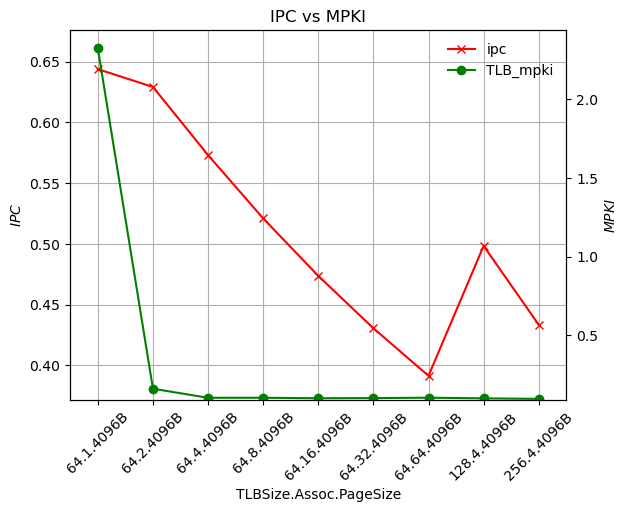 IPC vs MPKI
ipc
TLB_mpki
0.65
0.60
0.55
0.50
0.45
0.40
IPC
2.0
1.5
1.0
0.5
MPKI
64.1.4096B
64.2.4096B
64.4.4096B
64.8.4096B
64.16.4096B
64.32.4096B
64.64.4096B
128.4.4096B
256.4.4096B
TLBSize.Assoc.PageSize